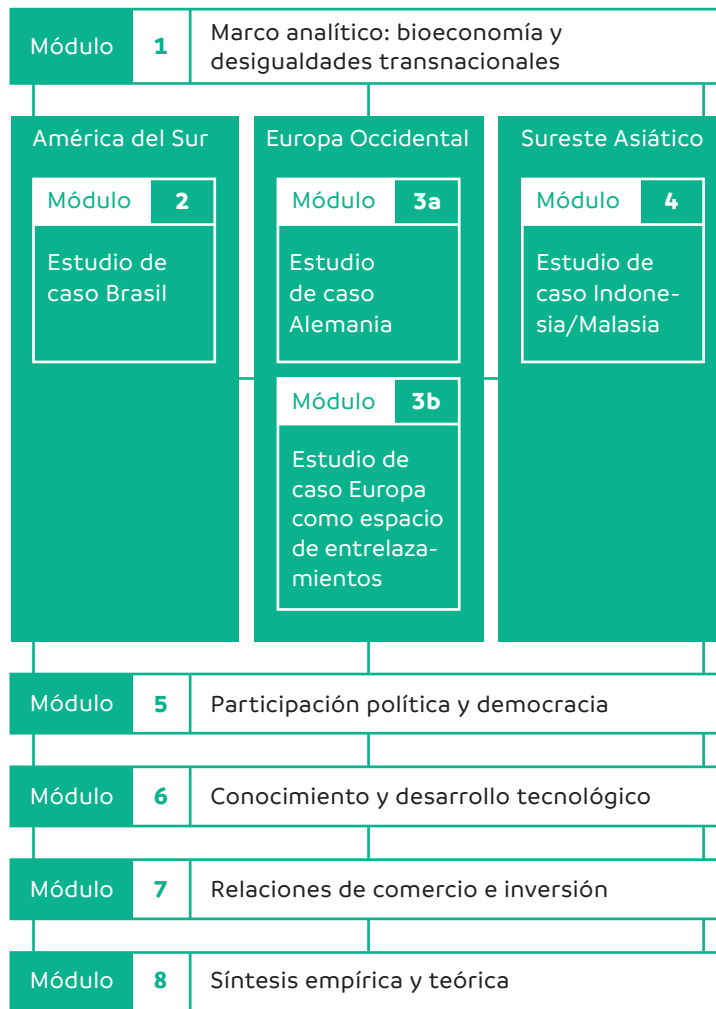 Módulo 1 Marco analítico: bioeconomía y
desigualdades transnacionales
América del Sur
Módulo 2
Estudio de
caso Brasil
Europa Occidental
Módulo 3a
Estudio
de caso
Alemania
Módulo 3b
Estudio de
caso Europa
como espacio
de entrelaza-
mientos
Sureste Asiático
Módulo 4
Estudio de
caso Indone-
sia/Malasia
Módulo 5 Participación política y democracia
Módulo 6 Conocimiento y desarrollo tecnológico
Módulo 7 Relaciones de comercio e inversión
Módulo 8 Síntesis empírica y teórica